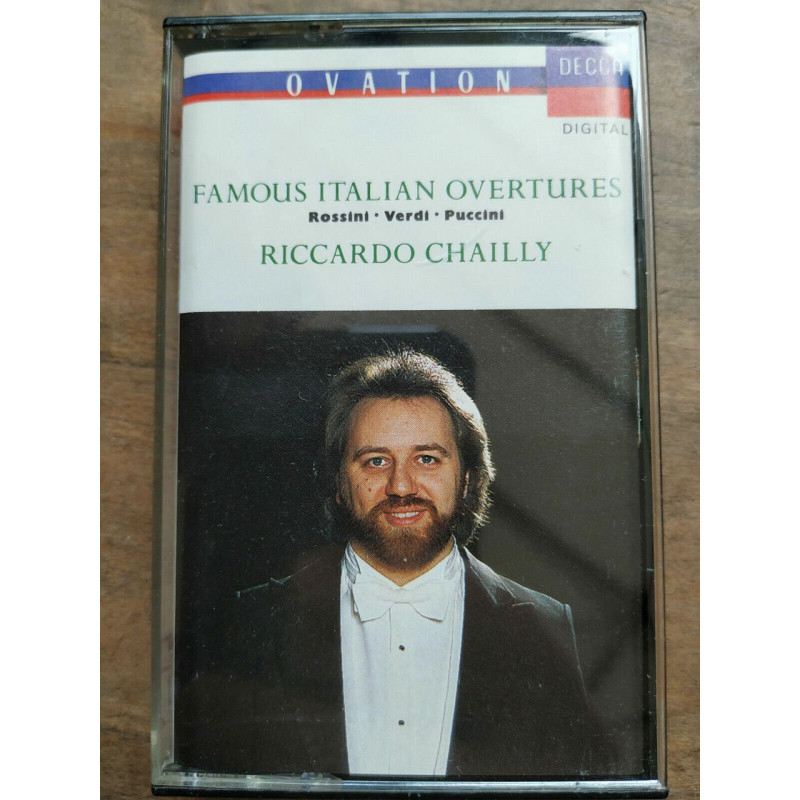 OVATION
DECCA
DIGITAL
FAMOUS ITALIAN OVERTURES
Rossini · Verdi · Puccini
RICCARDO CHAILLY